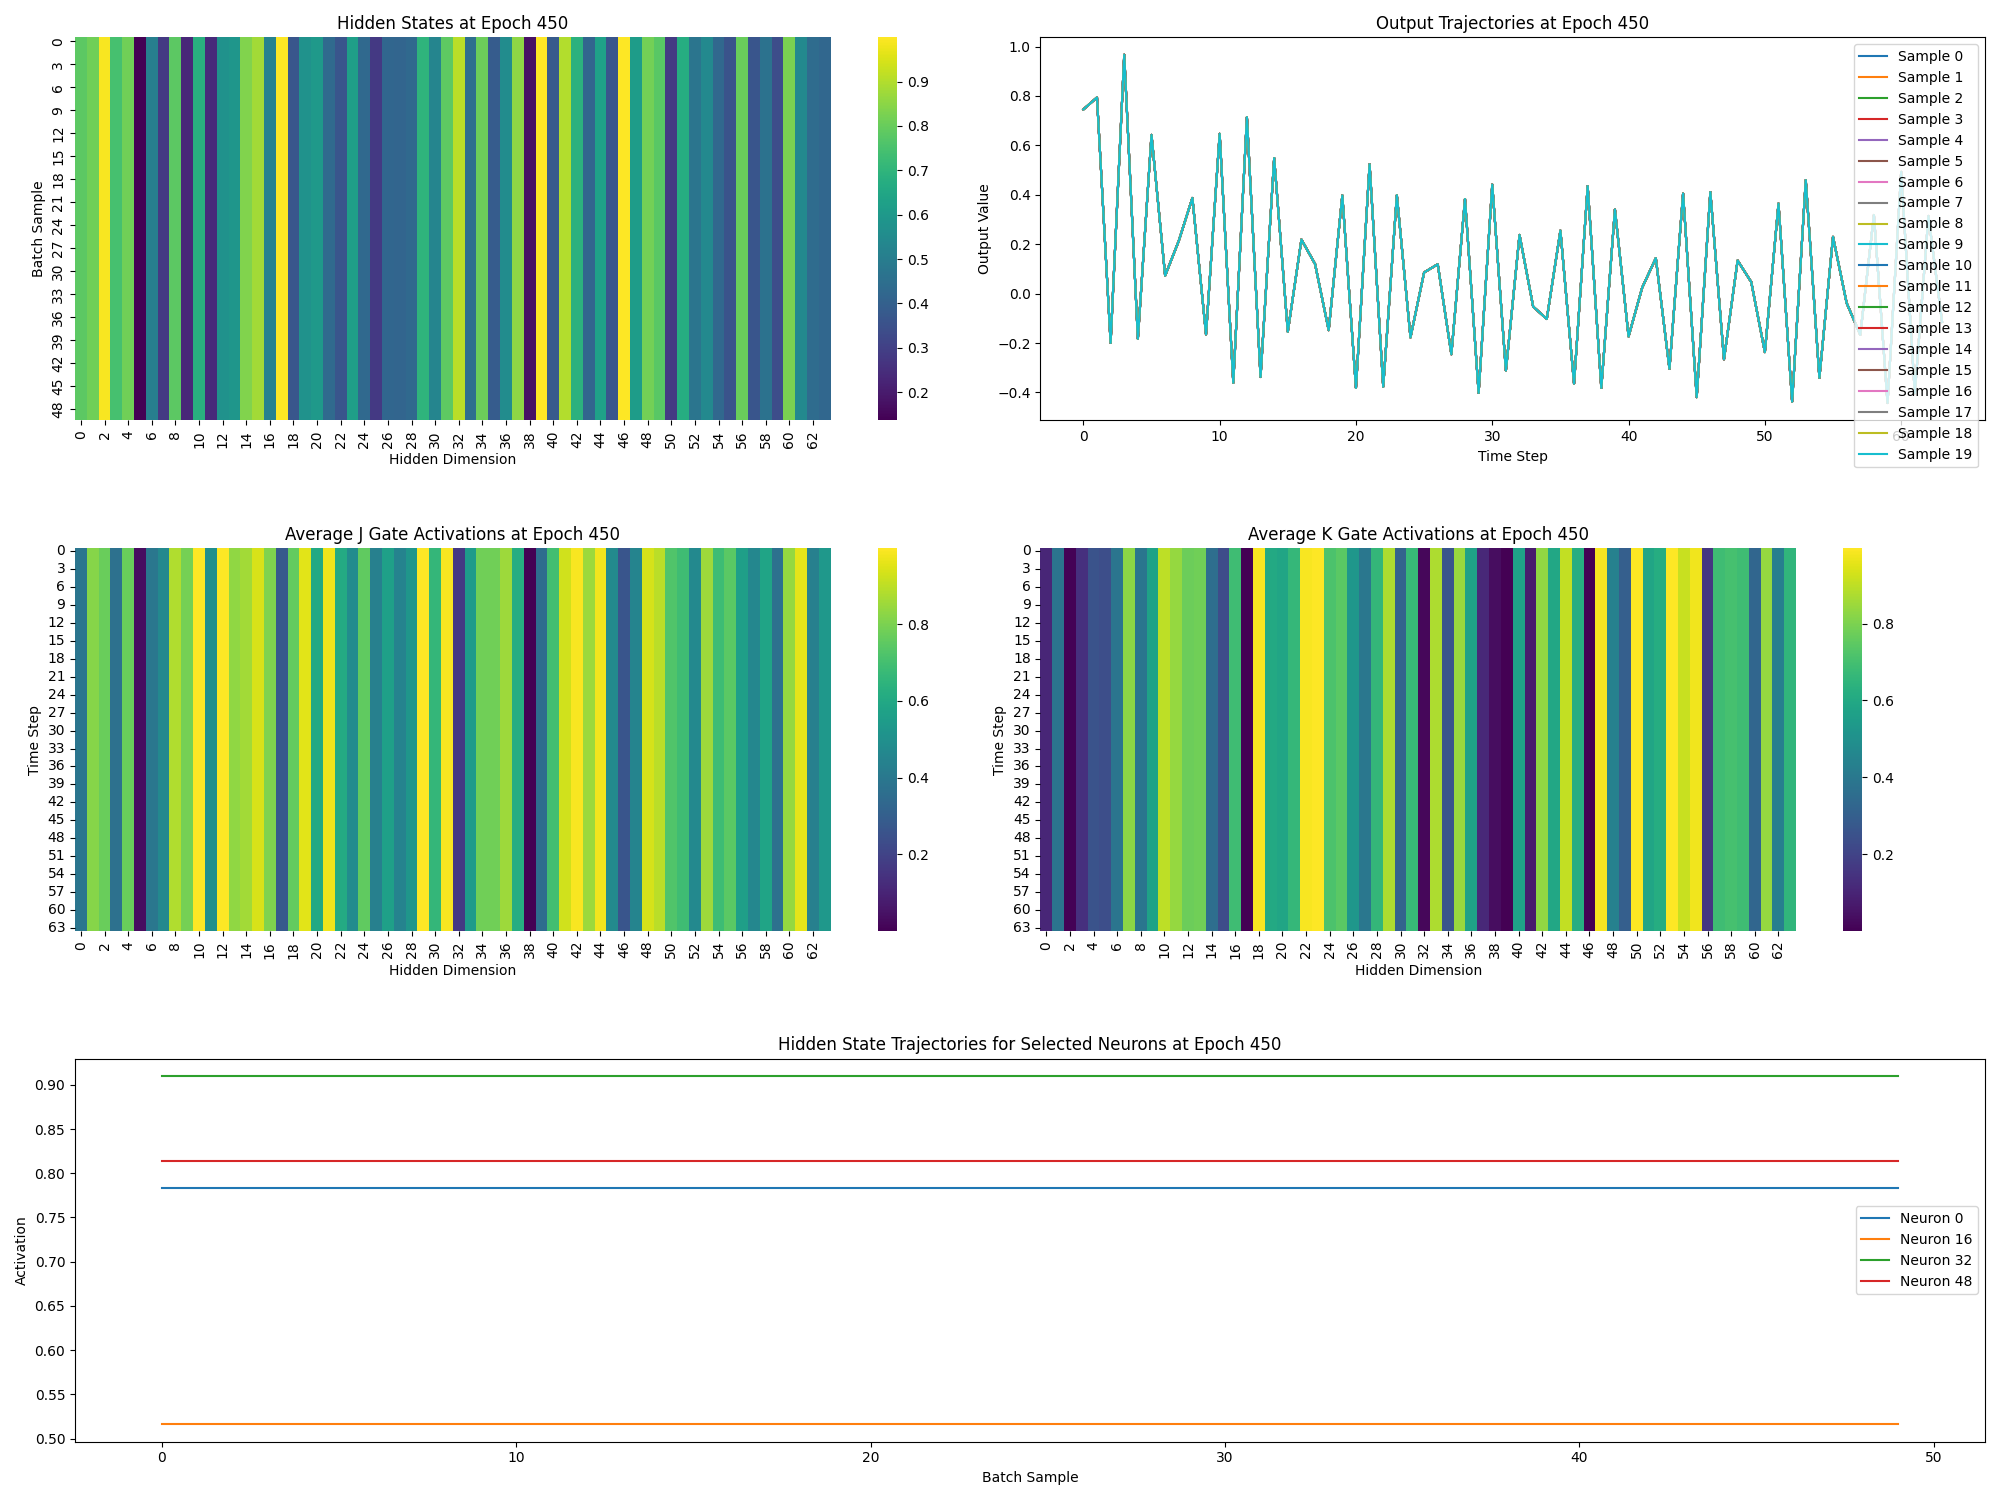 Hidden States at Epoch 450
0
3
6
9
12
15
18
21
24
27
30
33
36
39
42
45
48
Batch Sample
0 2 4 6 8 10 12 14 16 18 20 22 24 26 28 30 32 34 36 38 40 42 44 46 48 50 52 54 56 58 60 62
Hidden Dimension
0.9
0.8
0.7
0.6
0.5
0.4
0.3
0.2
Output Trajectories at Epoch 450
1.0
0.8
0.6
0.4
0.2
0.0
−0.2
−0.4
Output Value
0 10 20 30 40 50 60
Time Step
Sample 0
Sample 1
Sample 2
Sample 3
Sample 4
Sample 5
Sample 6
Sample 7
Sample 8
Sample 9
Sample 10
Sample 11
Sample 12
Sample 13
Sample 14
Sample 15
Sample 16
Sample 17
Sample 18
Sample 19
Average J Gate Activations at Epoch 450
0
3
6
9
12
15
18
21
24
27
30
33
36
39
42
45
48
51
54
57
60
63
Time Step
0 2 4 6 8 10 12 14 16 18 20 22 24 26 28 30 32 34 36 38 40 42 44 46 48 50 52 54 56 58 60 62
Hidden Dimension
0.8
0.6
0.4
0.2
Average K Gate Activations at Epoch 450
0
3
6
9
12
15
18
21
24
27
30
33
36
39
42
45
48
51
54
57
60
63
Time Step
0 2 4 6 8 10 12 14 16 18 20 22 24 26 28 30 32 34 36 38 40 42 44 46 48 50 52 54 56 58 60 62
Hidden Dimension
0.8
0.6
0.4
0.2
Hidden State Trajectories for Selected Neurons at Epoch 450
0.90
0.85
0.80
0.75
0.70
0.65
0.60
0.55
0.50
Activation
0 10 20 30 40 50
Batch Sample
Neuron 0
Neuron 16
Neuron 32
Neuron 48